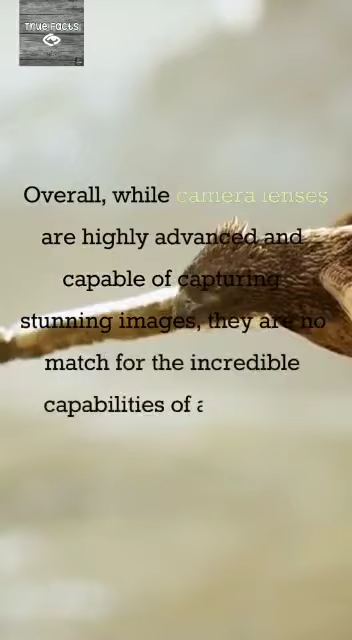 True Facts
Overall, while camera lenses
are highly advanced and
capable of capturing
stunning images, they are no
match for the incredible
capabilities of a